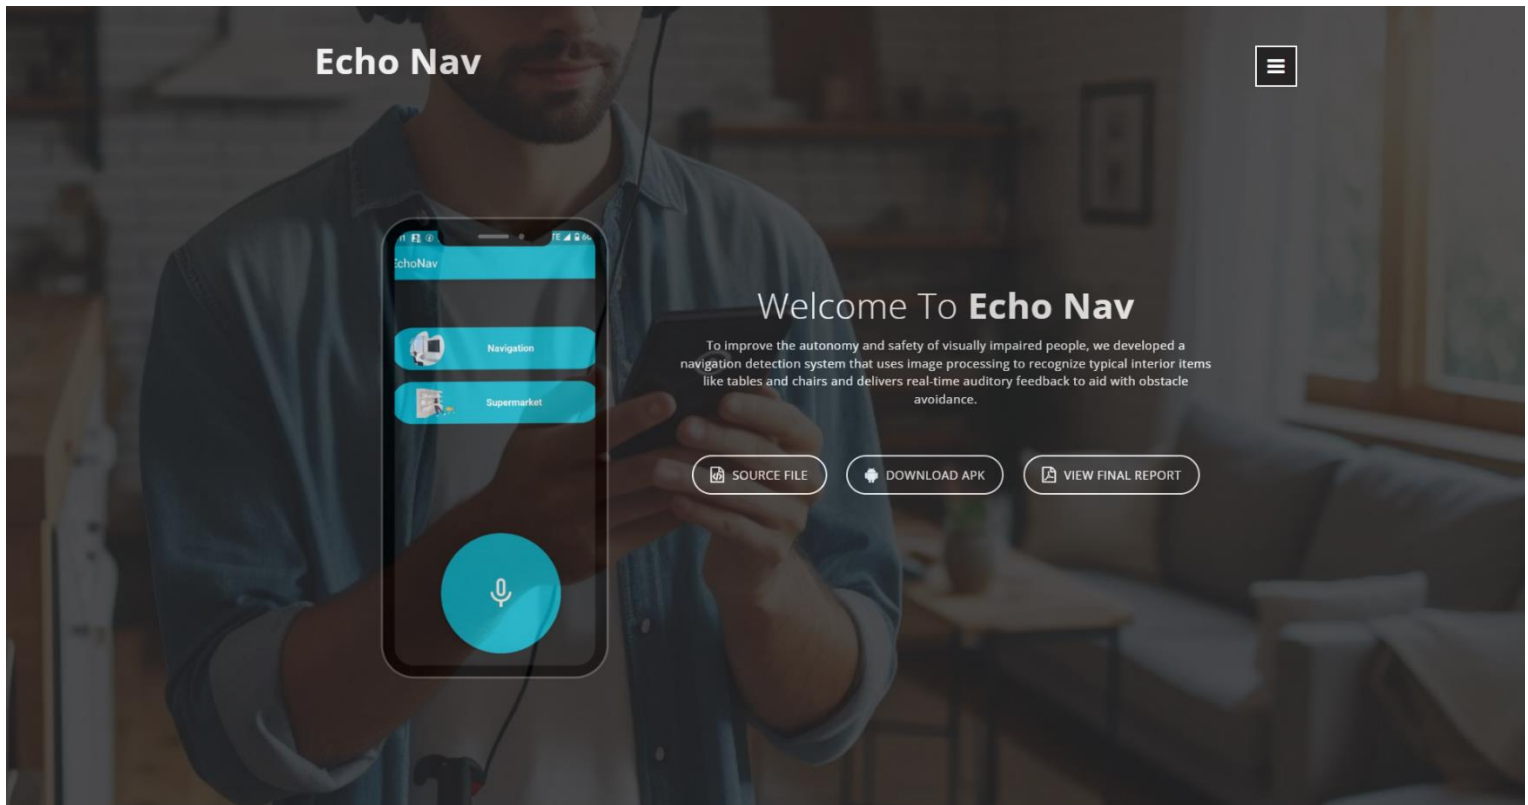 Echo Nav
EchoNav
Navigation
Supermarket
Welcome To Echo Nav
To improve the autonomy and safety of visually impaired people, we developed a
navigation detection system that uses image processing to recognize typical interior items
like tables and chairs and delivers real-time auditory feedback to aid with obstacle
avoidance.
SOURCE FILE
DOWNLOAD APK
VIEW FINAL REPORT